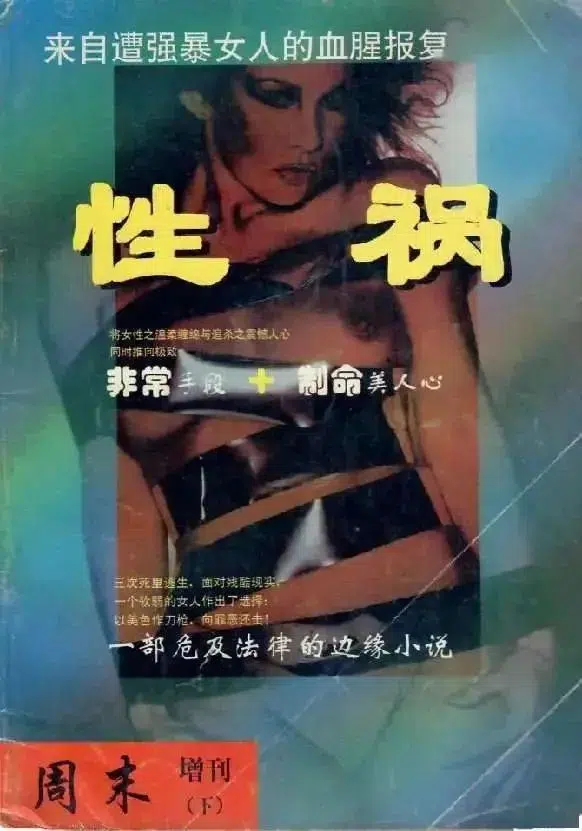 来自遭强暴女人的血腥报复
性祸
将女性之温柔缠绵与追杀之震憾人心
同时推向极致
非常手段 + 制命美人心
三次死里逃生，面对残酷现实，
一个软弱的女人作出了选择：
以美色作刀枪，向罪恶还击！
一部危及法律的边缘小说
周末 增刊
（下）